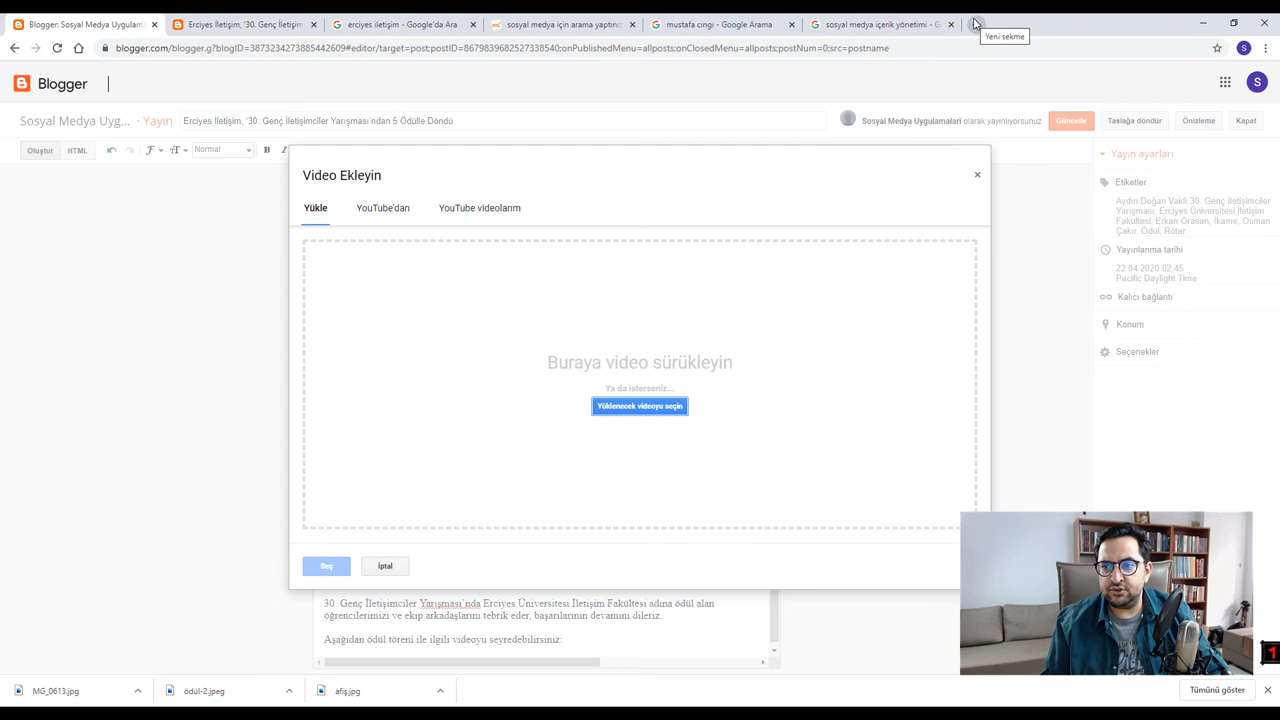 Blogger: Sosyal Medya Uygulama
Erciyes İletişim, '30. Genç İletişim
erciyes iletişim - Google'da Ara
sosyal medya için arama yaptınız
mustafa cıngı - Google Arama
sosyal medya içerik yönetimi - G
Yeni sekme
blogger.com/blogger.g?blogID=3873234279785442609#editor/target=post;postID=8679839682527338540;onPublishedMenu=allposts;onClosedMenu=allposts;postNum=0;src=postname
S
Blogger
S
Sosyal Medya Uyg... · Yayın
Erciyes İletişim, '30. Genç İletişimciler Yarışması'ndan 5 Ödülle Döndü
Sosyal Medya Uygulamalari olarak yayınlıyorsunuz
Güncelle
Taslağa döndür
Önizleme
Kapat
Oluştur
HTML
Normal
B
I
Yayın ayarları
Etiketler
Aydın Doğan Vakfı 30. Genç İletişimciler
Yarışması, Erciyes Üniversitesi İletişim
Fakültesi, Erkan Orasan, İkame, Osman
Çakır, Ödül, Rötar
Yayınlanma tarihi
22 04 2020 02:45
Pacific Daylight Time
Kalıcı bağlantı
Konum
Seçenekler
Video Ekleyin
Yükle
YouTube'dan
YouTube videolarım
Buraya video sürükleyin
Ya da isterseniz...
Yüklenecek videoyu seçin
Seç
İptal
30. Genç İletişimciler Yarışması'nda Erciyes Üniversitesi İletişim Fakültesi adına ödül alan
öğrencilerimizi ve ekip arkadaşlarını tebrik eder, başarılarının devamını dileriz.
Aşağıdan ödül töreni ile ilgili videoyu seyredebilirsiniz:
MG_0613.jpg
ödül-2.jpeg
afiş.jpg
Tümünü göster
1